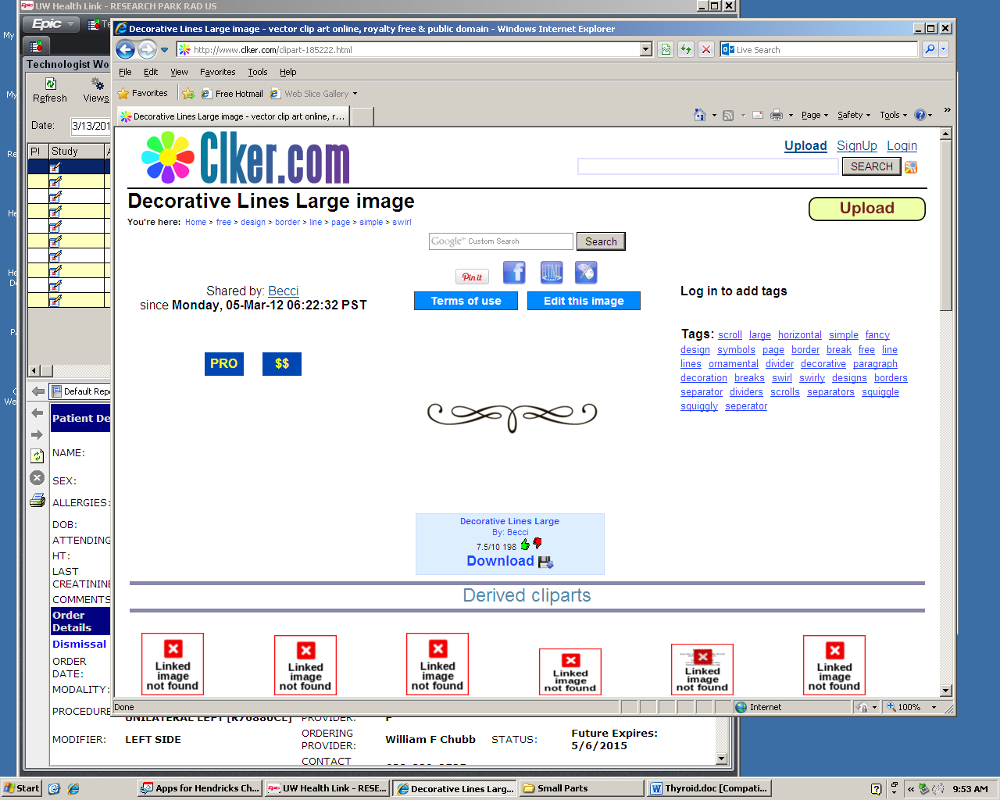 UW Health Link - RESEARCH PARK RAD US
Epic
Decorative Lines Large image - vector clip art online, royalty free & public domain - Windows Internet Explorer
http://www.clker.com/clipart-185222.html
Live Search
File Edit View Favorites Tools Help
Favorites Free Hotmail Web Slice Gallery
Decorative Lines Large image - vector clip art online, r...
Page Safety Tools
My
Technologist Wo
Refresh Views
My
Date: 3/13/201
P! Study
Re
He
He
D
P
C
We
Clker.com
Upload SignUp Login
SEARCH
Decorative Lines Large image
Upload
You're here: Home > free > design > border > line > page > simple > swirl
Google™ Custom Search
Search
Pin it
f HTML
Shared by: Becci
since Monday, 05-Mar-12 06:22:32 PST
Terms of use Edit this image
Log in to add tags
PRO $$
Tags: scroll large horizontal simple fancy
design symbols page border break free line
lines ornamental divider decorative paragraph
decoration breaks swirl swirly designs borders
separator dividers scrolls separators squiggle
squiggly seperator
Decorative Lines Large
By: Becci
7.5/10 198
Download
Derived cliparts
Linked image not found
Linked image not found
Linked image not found
Linked image not found
Linked image not found
Linked image not found
Default Repo
Patient De
NAME:
SEX:
ALLERGIES:
DOB:
ATTENDING
HT:
LAST
CREATININE
COMMENTS
Order
Details
Dismissal
ORDER
DATE:
MODALITY:
PROCEDURE
Done
Internet
100%
UNILATERAL LEFT [R76880CL] PROVIDER:
MODIFIER: LEFT SIDE
ORDERING
PROVIDER: William F Chubb
STATUS: Future Expires:
5/6/2015
CONTACT
Start
Apps for Hendricks Ch...
UW Health Link - RESE...
Decorative Lines Larg...
Small Parts
Thyroid.doc [Compati...
9:53 AM